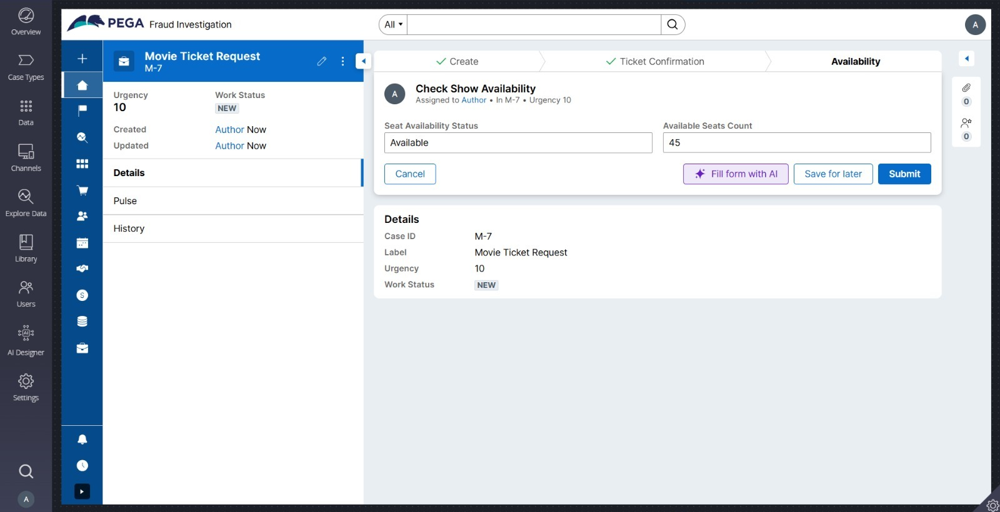 Overview
Case Types
Data
Channels
Explore Data
Library
Users
AI Designer
Settings
A
PEGA Fraud Investigation
All
A
Movie Ticket Request
M-7
Urgency
10
Work Status
NEW
Created Author Now
Updated Author Now
Details
Pulse
History
Create
Ticket Confirmation
Availability
A
Check Show Availability
Assigned to Author • In M-7 • Urgency 10
Seat Availability Status
Available
Available Seats Count
45
Cancel
Fill form with AI
Save for later
Submit
Details
Case ID M-7
Label Movie Ticket Request
Urgency 10
Work Status NEW
0
0